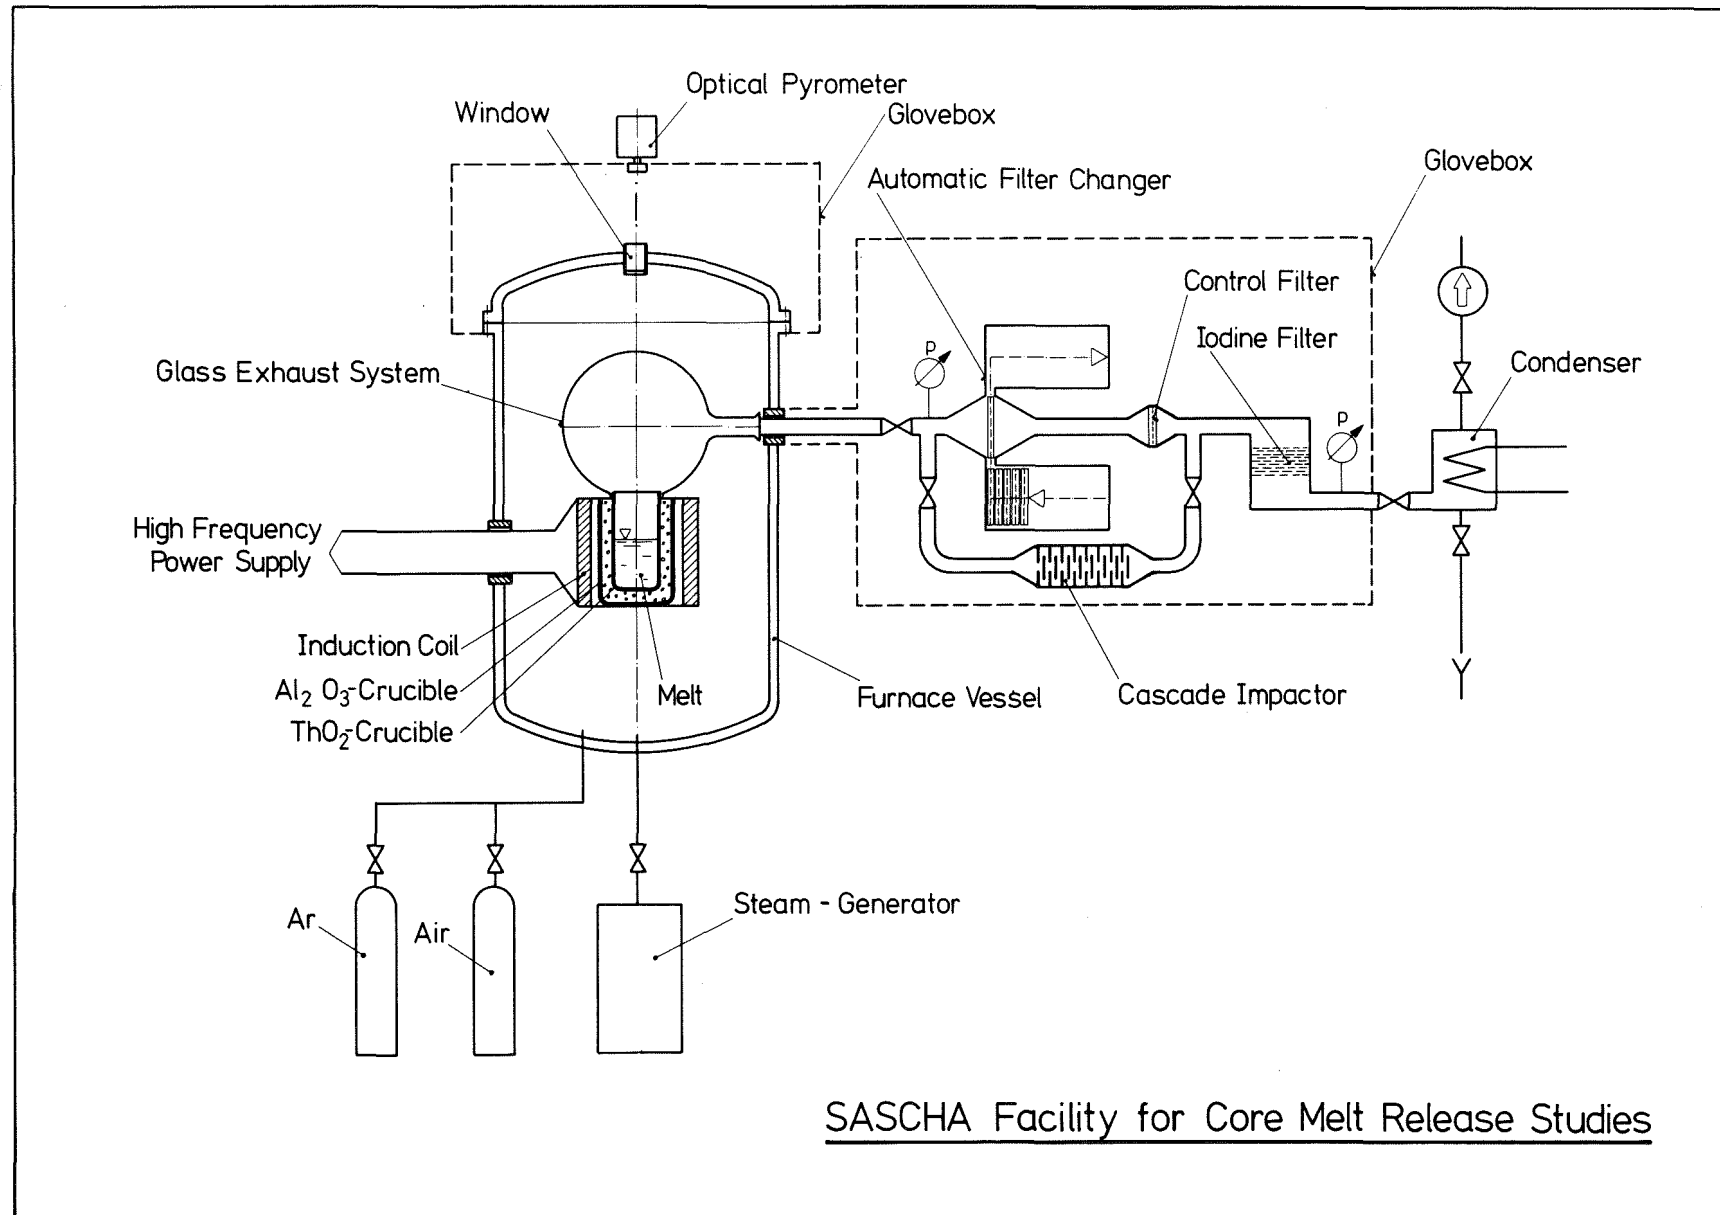 Optical Pyrometer
Window
Glovebox
Automatic Filter Changer
Glovebox
Control Filter
Iodine Filter
Condenser
P
Glass Exhaust System
P
High Frequency
Power Supply
Induction Coil
Al₂ O₃-Crucible
ThO₂-Crucible
Melt
Furnace Vessel
Cascade Impactor
Ar
Air
Steam - Generator
SASCHA Facility for Core Melt Release Studies